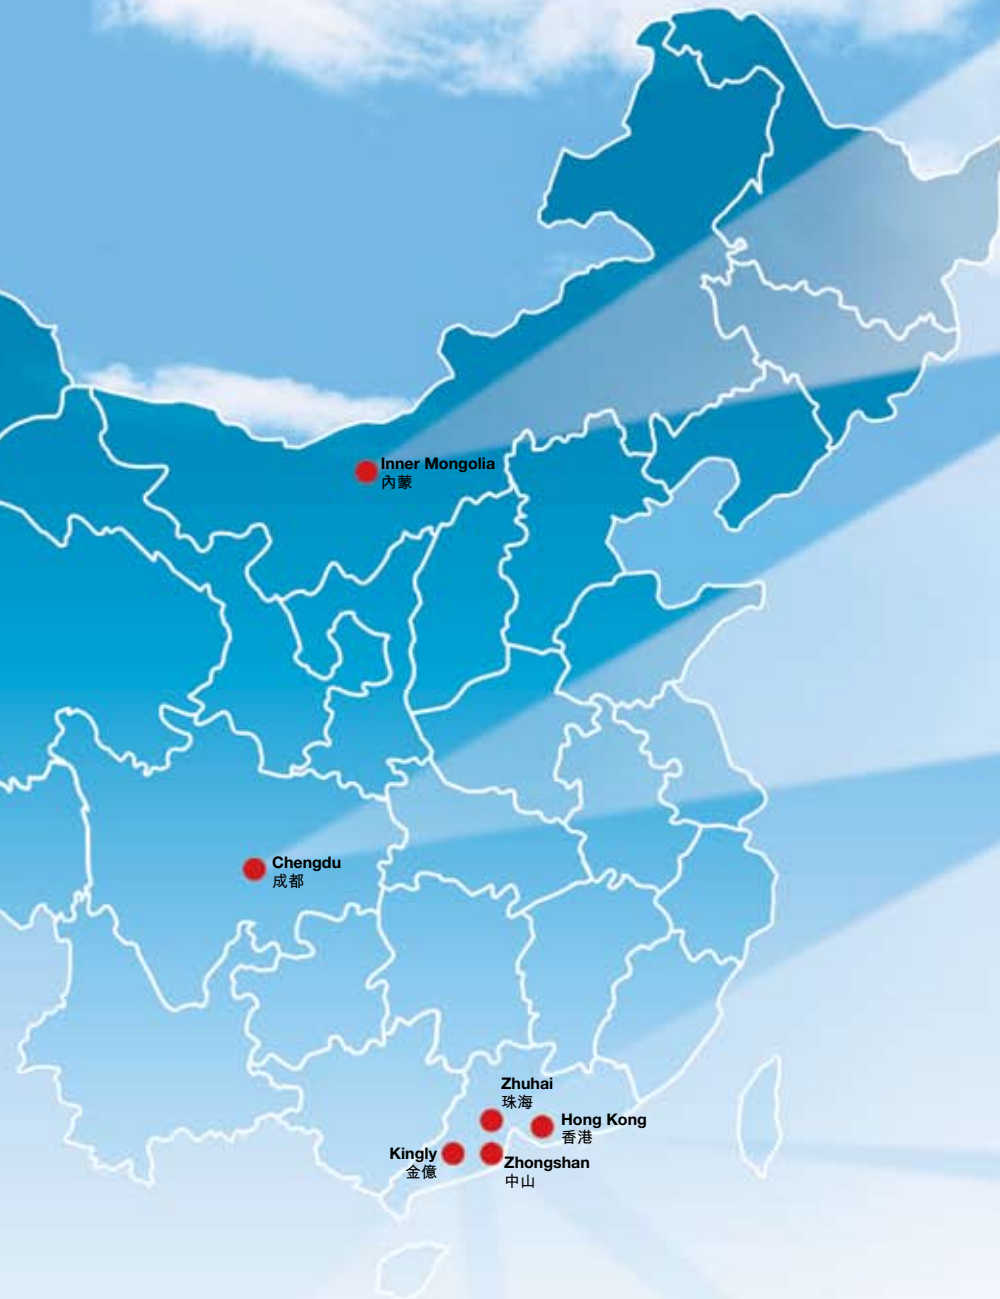 Inner Mongolia
內蒙
Chengdu
成都
Zhuhai
珠海
Hong Kong
香港
Kingly
金億
Zhongshan
中山